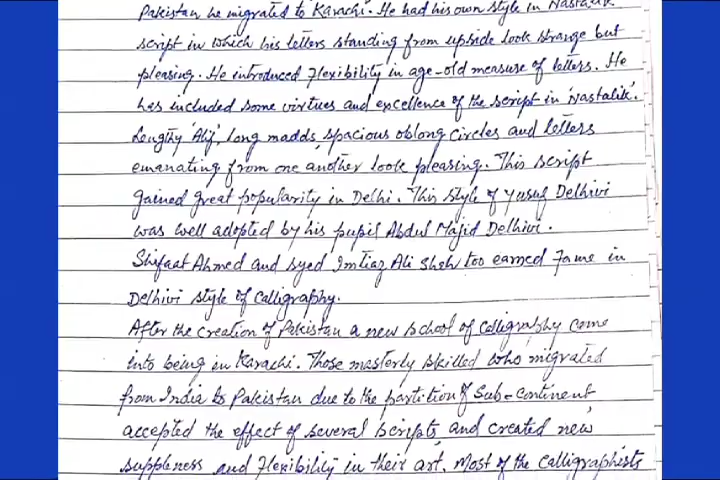 Pakistan he migrated to Karachi. He had his own style in 'Nastalik'
script in which his letters standing from upside look strange but
pleasing. He introduced flexibility in age-old measure of letters. He
has included some virtues and excellence of the script in 'Nastalik'.
Lengthy 'Alif', long madds, spacious oblong circles and letters
emanating from one another look pleasing. This script
gained great popularity in Delhi. This style of Yusuf Delhivi
was well adopted by his pupil Abdul Majid Delhivi.
Shifaat Ahmed and Syed Imtiaz Ali Shah too earned fame in
Delhivi style of Calligraphy.
After the creation of Pakistan a new school of calligraphy come
into being in Karachi. Those masterly skilled who migrated
from India to Pakistan due to the partition of Sub-Continent
accepted the effect of several scripts and created new
suppleness and flexibility in their art. Most of the calligraphists